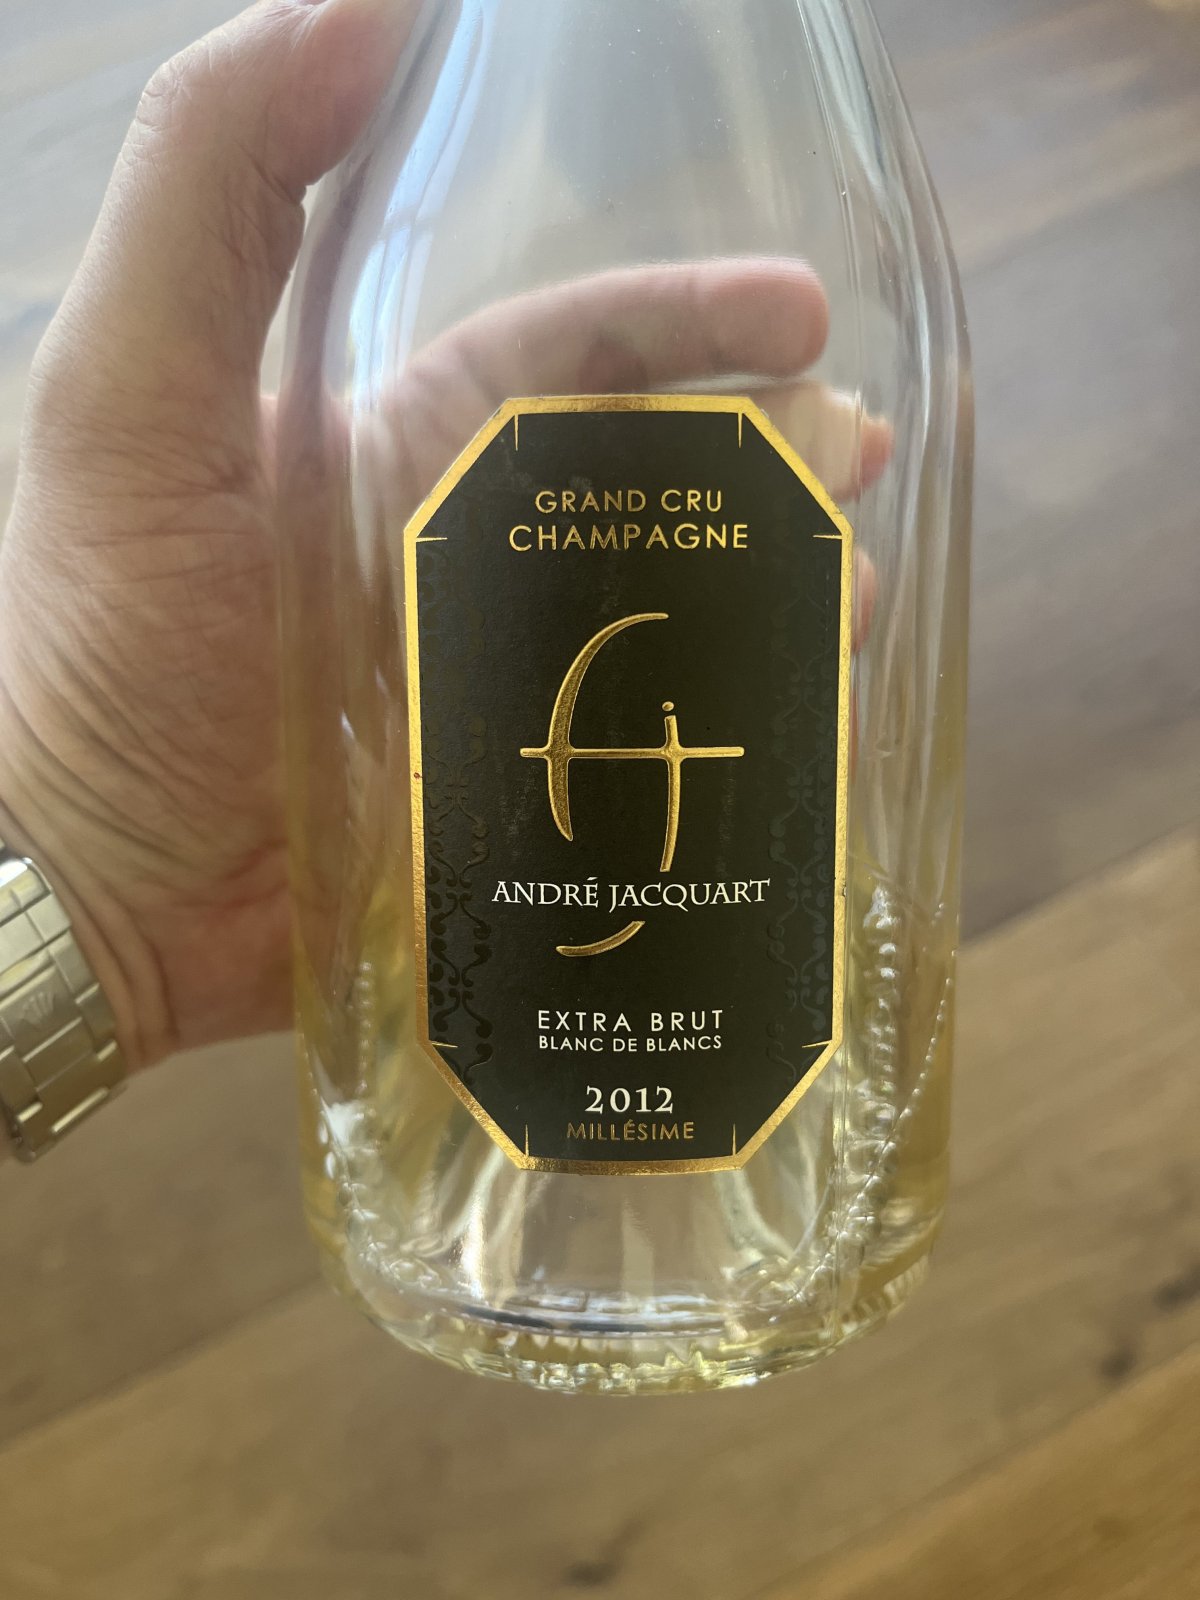 GRAND CRU
CHAMPAGNE
AJ
ANDRÉ JACQUART
EXTRA BRUT
BLANC DE BLANCS
2012
MILLÉSIME